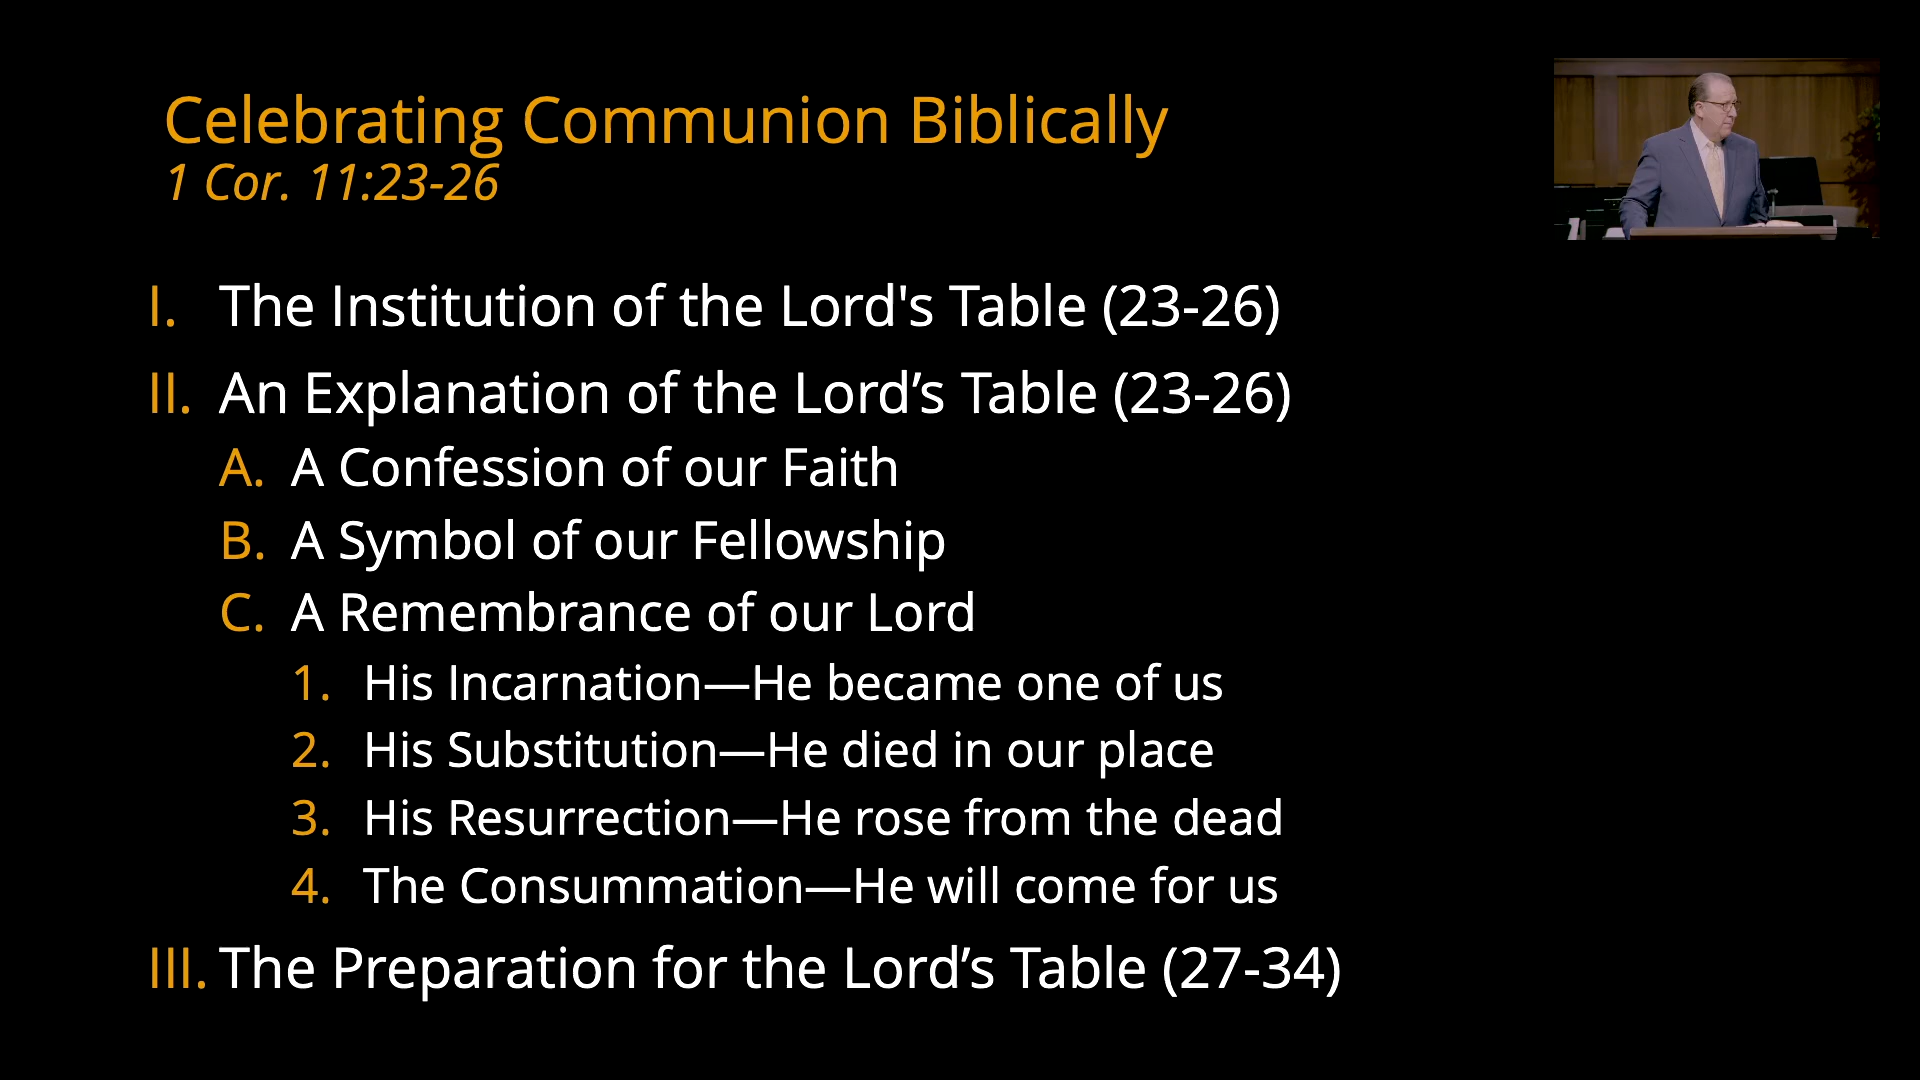 Celebrating Communion Biblically
1 Cor. 11:23-26
I. The Institution of the Lord's Table (23-26)
II. An Explanation of the Lord’s Table (23-26)
A. A Confession of our Faith
B. A Symbol of our Fellowship
C. A Remembrance of our Lord
1. His Incarnation—He became one of us
2. His Substitution—He died in our place
3. His Resurrection—He rose from the dead
4. The Consummation—He will come for us
III. The Preparation for the Lord’s Table (27-34)